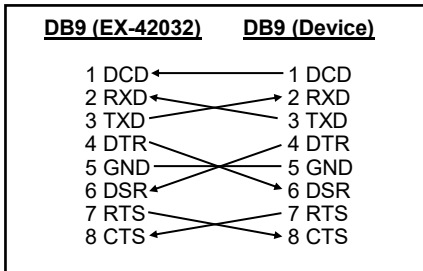 DB9 (EX-42032) DB9 (Device)
1 DCD 1 DCD
2 RXD 2 RXD
3 TXD 3 TXD
4 DTR 4 DTR
5 GND 5 GND
6 DSR 6 DSR
7 RTS 7 RTS
8 CTS 8 CTS